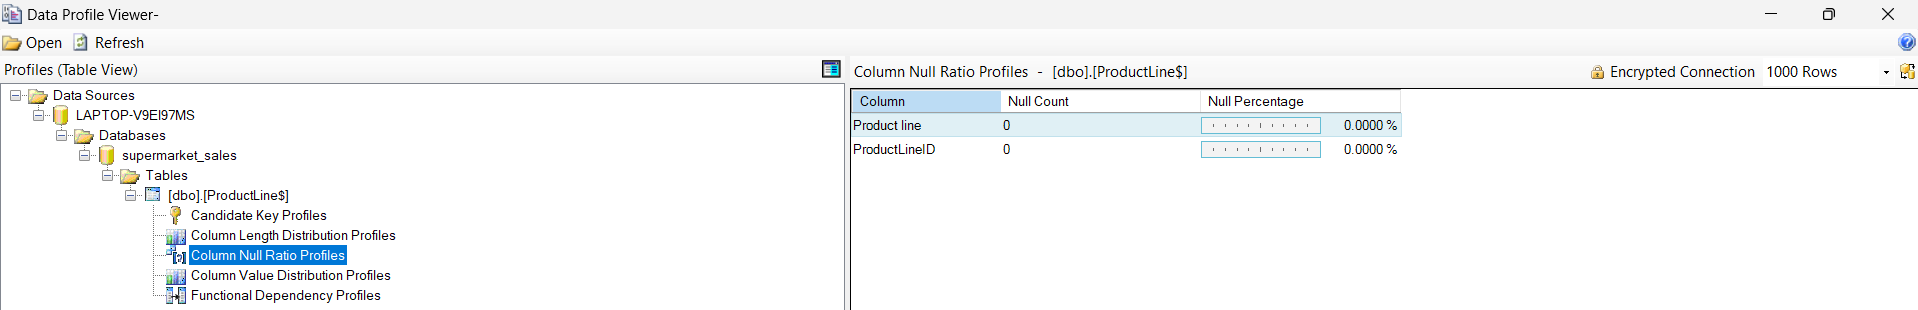 Data Profile Viewer-
Open Refresh
Profiles (Table View)
Data Sources
LAPTOP-V9EI97MS
Databases
supermarket_sales
Tables
[dbo].[ProductLine$]
Candidate Key Profiles
Column Length Distribution Profiles
Column Null Ratio Profiles
Column Value Distribution Profiles
Functional Dependency Profiles
Column Null Ratio Profiles - [dbo].[ProductLine$] Encrypted Connection 1000 Rows
Column Null Count Null Percentage
Product line 0 0.0000 %
ProductLineID 0 0.0000 %